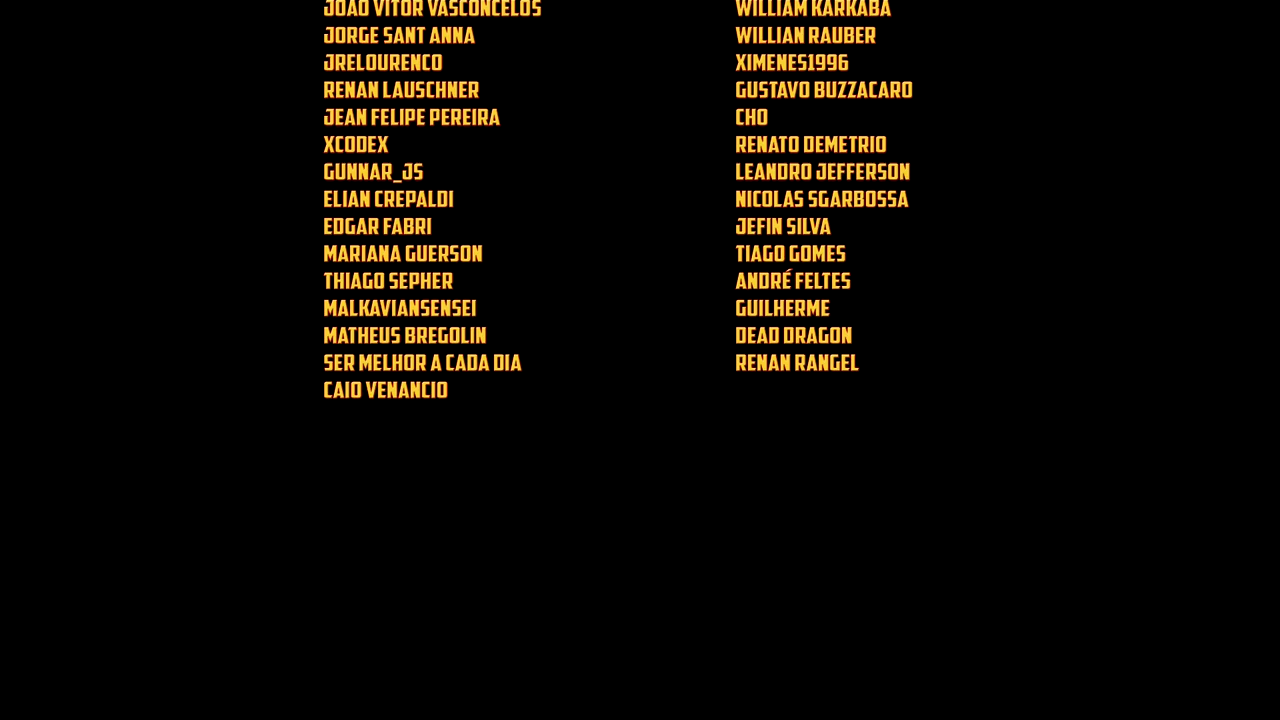 JOÃO VITOR VASCONCELOS
JORGE SANT ANNA
JRELOURENCO
RENAN LAUSCHNER
JEAN FELIPE PEREIRA
XCODEX
GUNNAR_JS
ELIAN CREPALDI
EDGAR FABRI
MARIANA GUERSON
THIAGO SEPHER
MALKAVIANSENSEI
MATHEUS BREGOLIN
SER MELHOR A CADA DIA
CAIO VENANCIO
WILLIAM KARKABA
WILLIAN RAUBER
XIMENES1996
GUSTAVO BUZZACARO
CHO
RENATO DEMETRIO
LEANDRO JEFFERSON
NICOLAS SGARBOSSA
JEFIN SILVA
TIAGO GOMES
ANDRÉ FELTES
GUILHERME
DEAD DRAGON
RENAN RANGEL